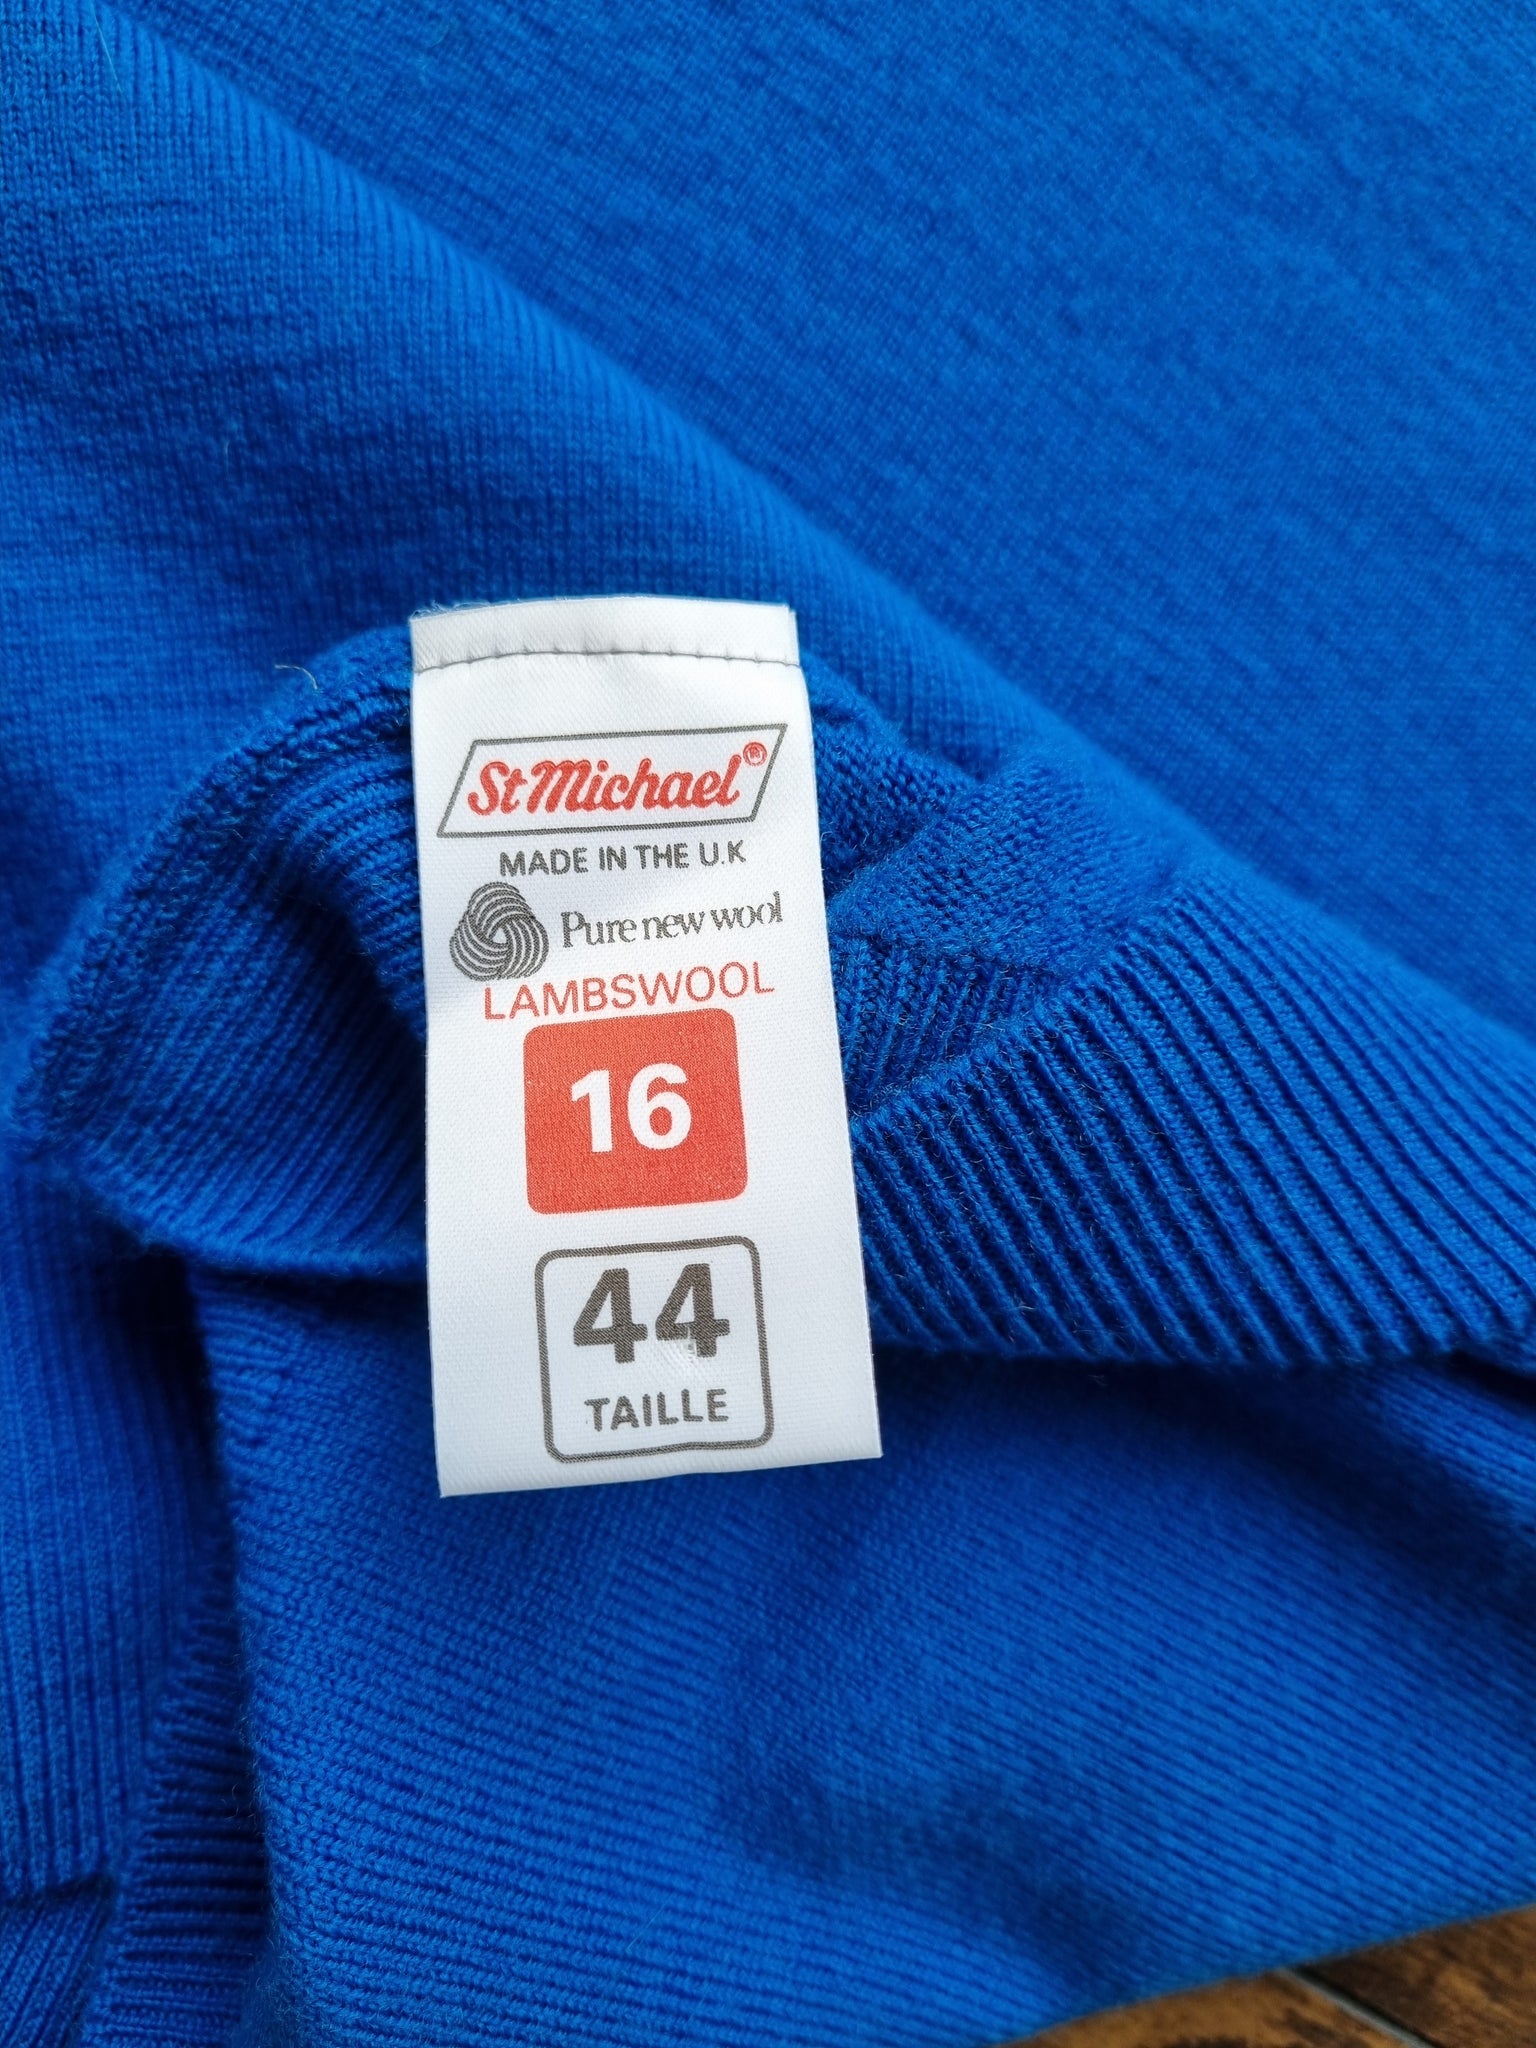 St Michael®
MADE IN THE U.K
Pure new wool
LAMBSWOOL
16
44
TAILLE